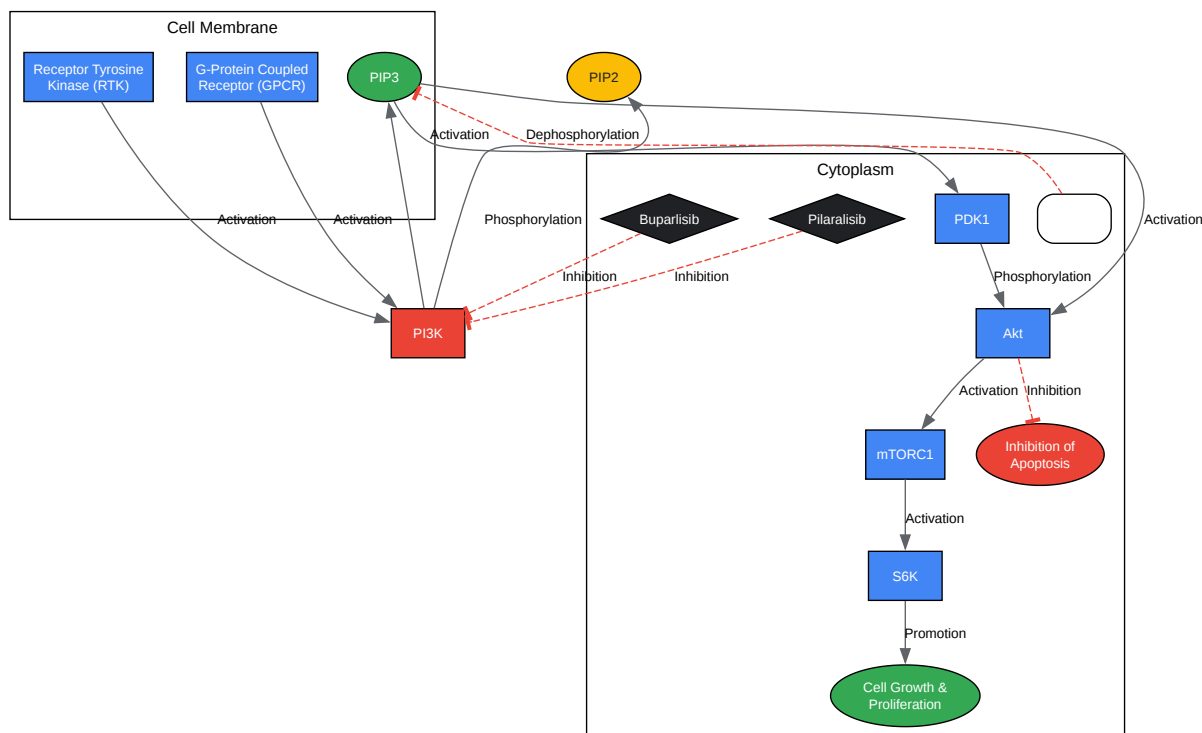 Cell Membrane
Receptor Tyrosine
Kinase (RTK)
G-Protein Coupled
Receptor (GPCR)
PIP3
PIP2
Activation
Dephosphorylation
Cytoplasm
Activation
Activation
Phosphorylation
Buparlisib
Pilaralisib
PDK1
Activation
Inhibition
Inhibition
Phosphorylation
PI3K
Akt
Activation
Inhibition
mTORC1
Inhibition of
Apoptosis
Activation
S6K
Promotion
Cell Growth &
Proliferation